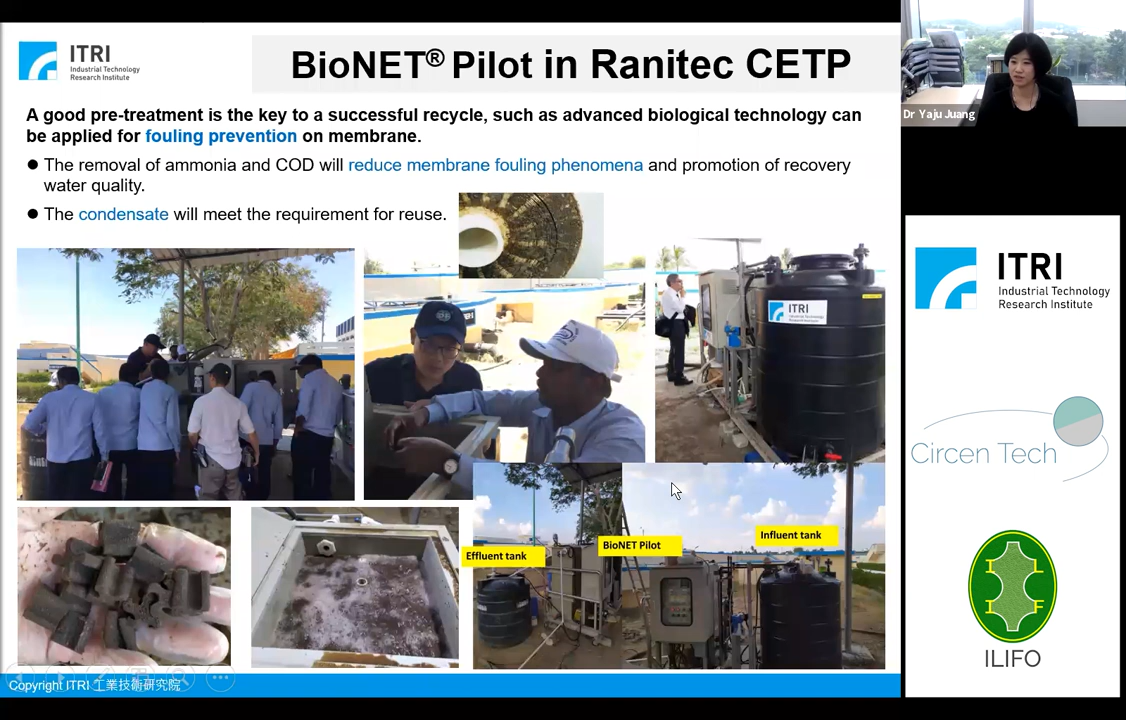 ITRI
Industrial Technology
Research Institute
BioNET® Pilot in Ranitec CETP
A good pre-treatment is the key to a successful recycle, such as advanced biological technology can
be applied for fouling prevention on membrane.
● The removal of ammonia and COD will reduce membrane fouling phenomena and promotion of recovery
water quality.
● The condensate will meet the requirement for reuse.
ITRI
Effluent tank
BioNET Pilot
Influent tank
Copyright ITRI 工業技術研究院
Dr Yaju Juang
ITRI
Industrial Technology
Research Institute
Circen Tech
I L
I F
ILIFO